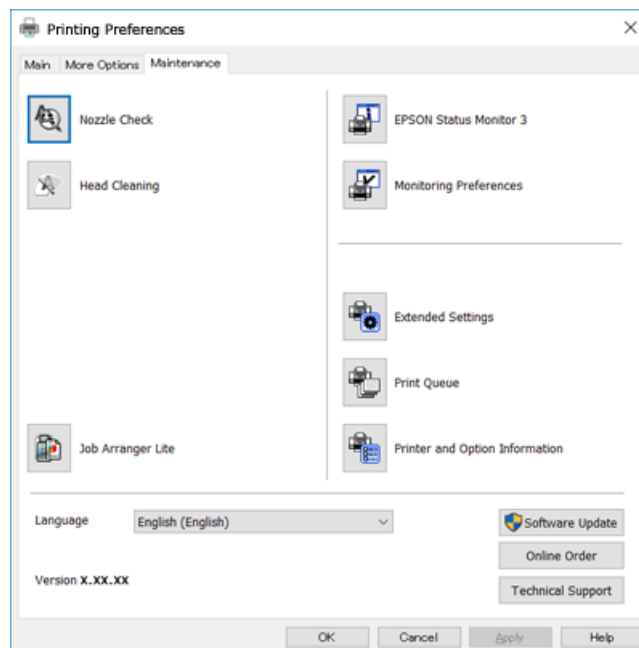 Printing Preferences
Main More Options Maintenance
Nozzle Check
Head Cleaning
Job Arranger Lite
EPSON Status Monitor 3
Monitoring Preferences
Extended Settings
Print Queue
Printer and Option Information
Language English (English)
Software Update
Online Order
Version X.XX.XX
Technical Support
OK Cancel Apply Help